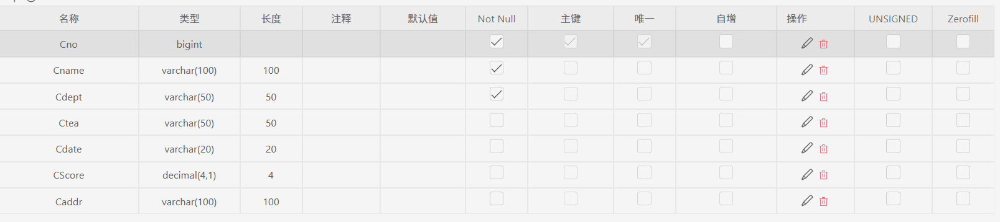 名称 类型 长度 注释 默认值 Not Null 主键 唯一 自增 操作 UNSIGNED Zerofill
Cno bigint
Cname varchar(100) 100
Cdept varchar(50) 50
Ctea varchar(50) 50
Cdate varchar(20) 20
CScore decimal(4,1) 4
Caddr varchar(100) 100